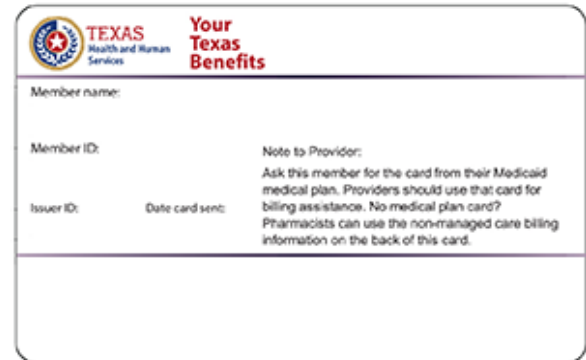 TEXAS
Health and Human
Services
Your
Texas
Benefits
Member name:
Member ID:
Note to Provider:
Ask this member for the card from their Medicaid
medical plan. Providers should use that card for
billing assistance. No medical plan card?
Pharmacists can use the non-managed care billing
information on the back of this card.
Issuer ID:
Date card sent: